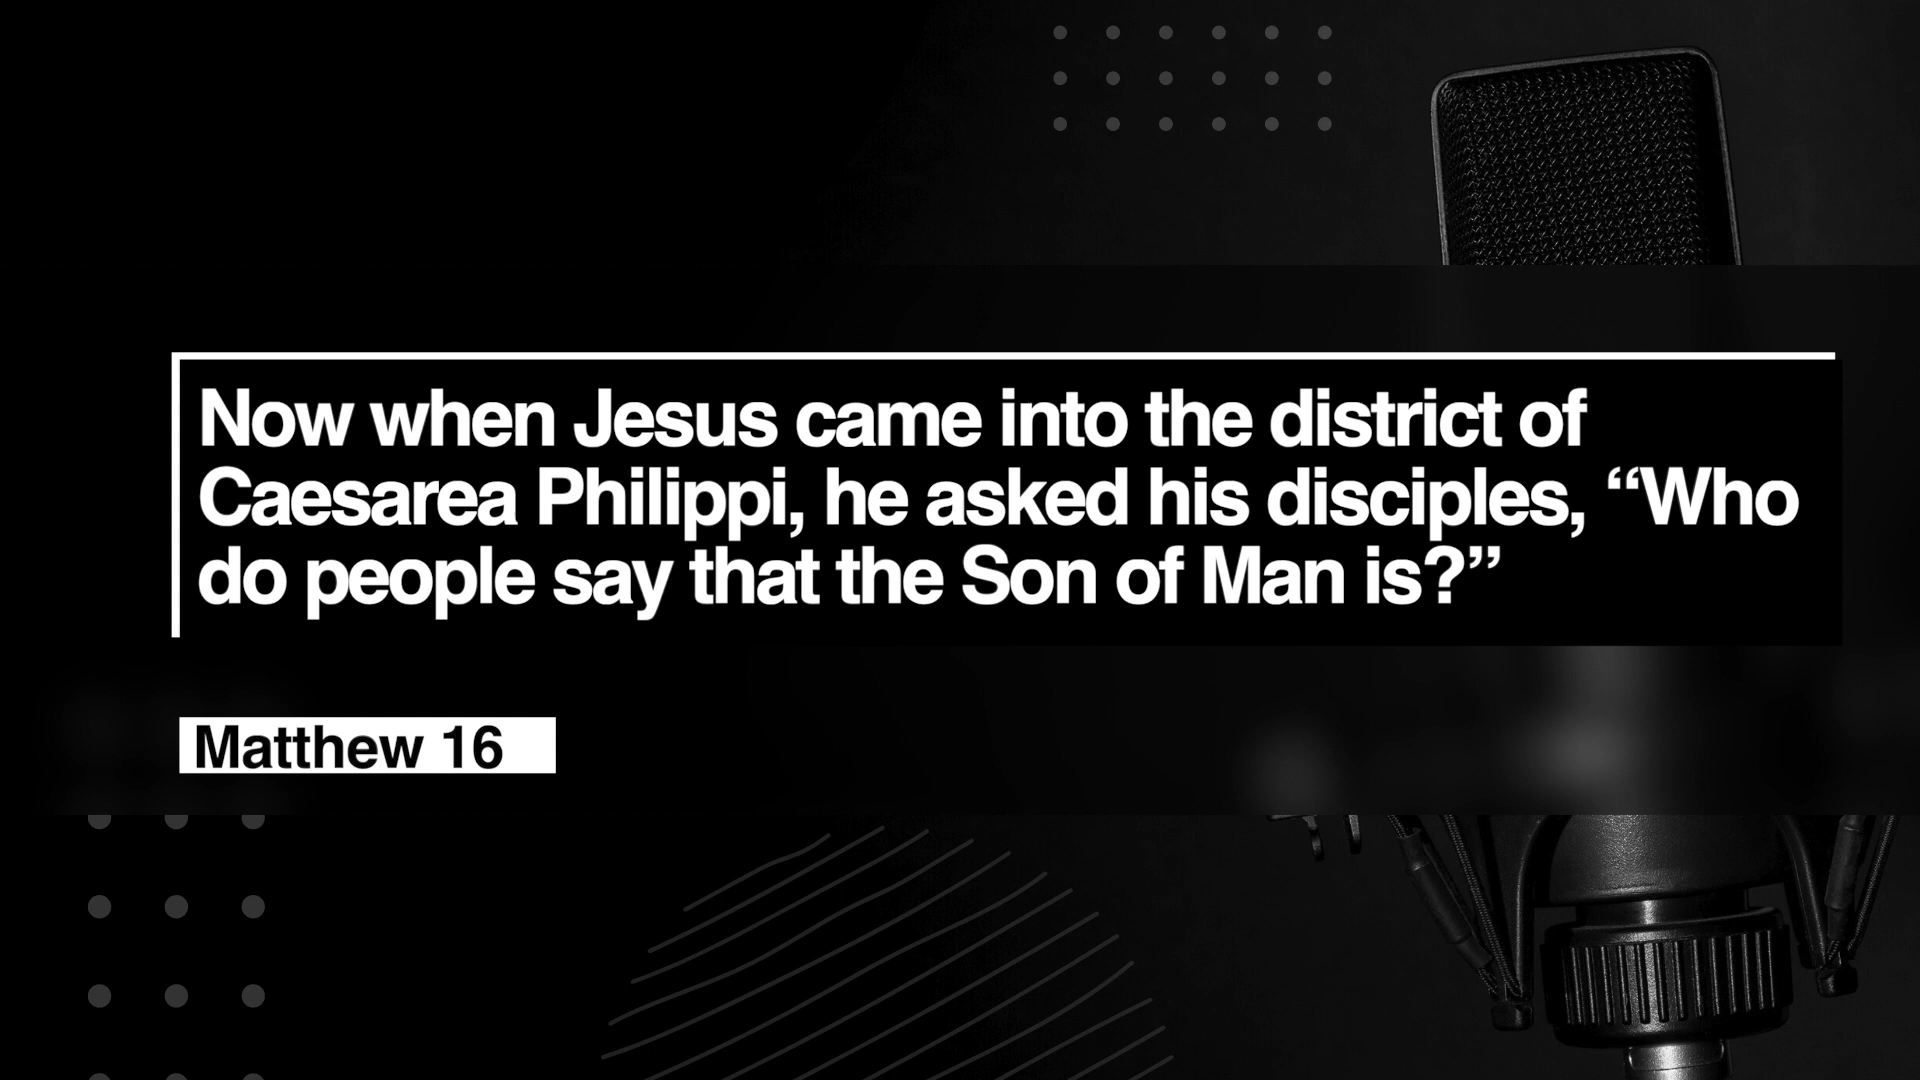 Now when Jesus came into the district of
Caesarea Philippi, he asked his disciples, “Who
do people say that the Son of Man is?”
Matthew 16